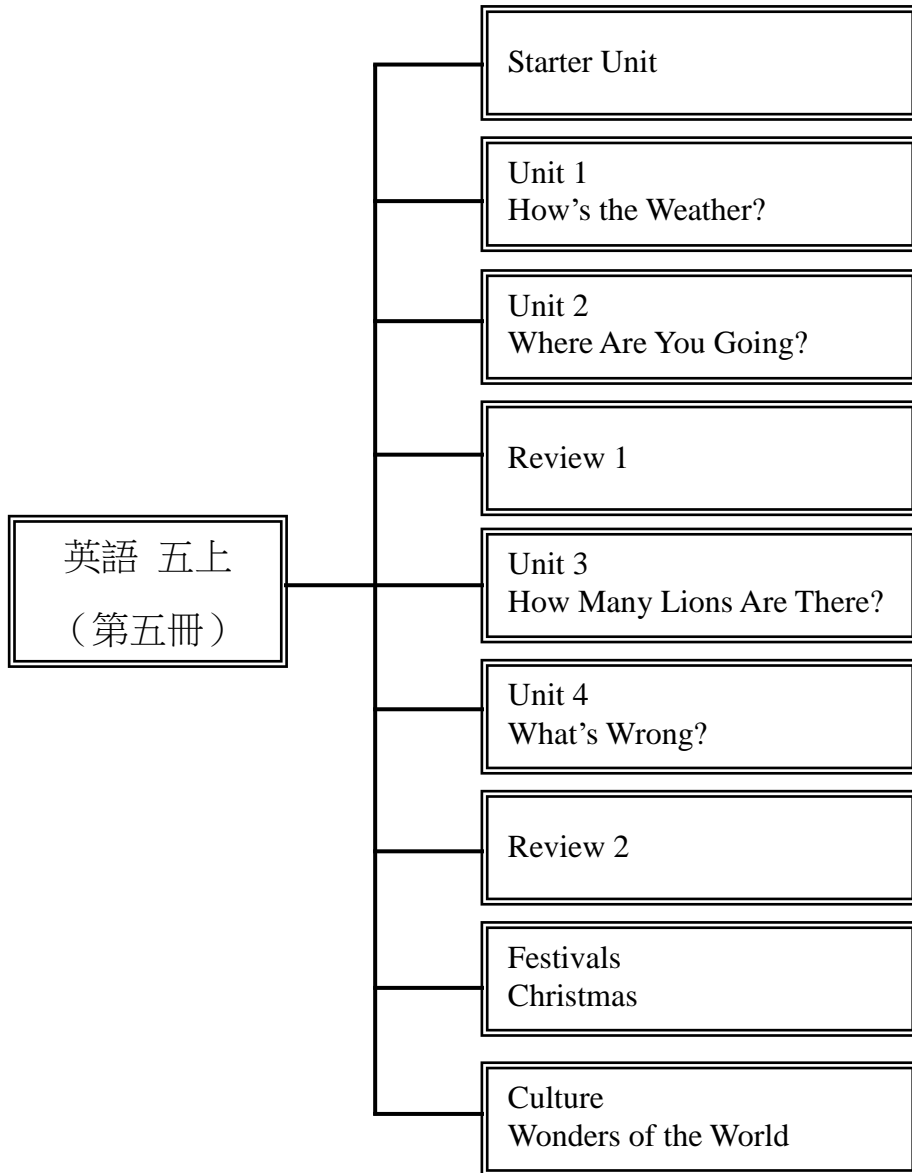 英語 五上
（第五冊）
Starter Unit
Unit 1
How’s the Weather?
Unit 2
Where Are You Going?
Review 1
Unit 3
How Many Lions Are There?
Unit 4
What’s Wrong?
Review 2
Festivals
Christmas
Culture
Wonders of the World